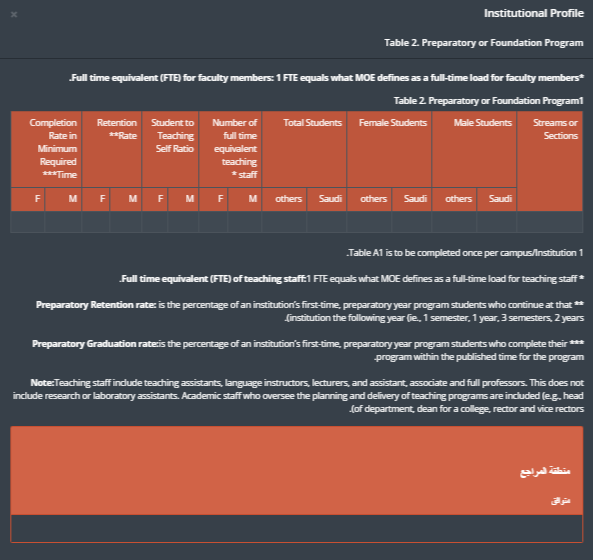 ×
Institutional Profile
Table 2. Preparatory or Foundation Program
.Full time equivalent (FTE) for faculty members: 1 FTE equals what MOE defines as a full-time load for faculty members*
Table 2. Preparatory or Foundation Program1
Completion
Rate in
Minimum
Required
***Time
Retention
**Rate
Student to
Teaching
Self Ratio
Number of
full time
equivalent
teaching
* staff
Total Students
Female Students
Male Students
Streams or
Sections
F M F M F M F M others Saudi others Saudi others Saudi
.Table A1 is to be completed once per campus/Institution 1
.Full time equivalent (FTE) of teaching staff:1 FTE equals what MOE defines as a full-time load for teaching staff *
Preparatory Retention rate: is the percentage of an institution's first-time, preparatory year program students who continue at that **
.(institution the following year (ie., 1 semester, 1 year, 3 semesters, 2 years
Preparatory Graduation rate:is the percentage of an institution's first-time, preparatory year program students who complete their ***
.program within the published time for the program
Note:Teaching staff include teaching assistants, language instructors, lecturers, and assistant, associate and full professors. This does not
include research or laboratory assistants. Academic staff who oversee the planning and delivery of teaching programs are included (e.g., head
.(of department, dean for a college, rector and vice rectors
منطقة المراجع
متوافق